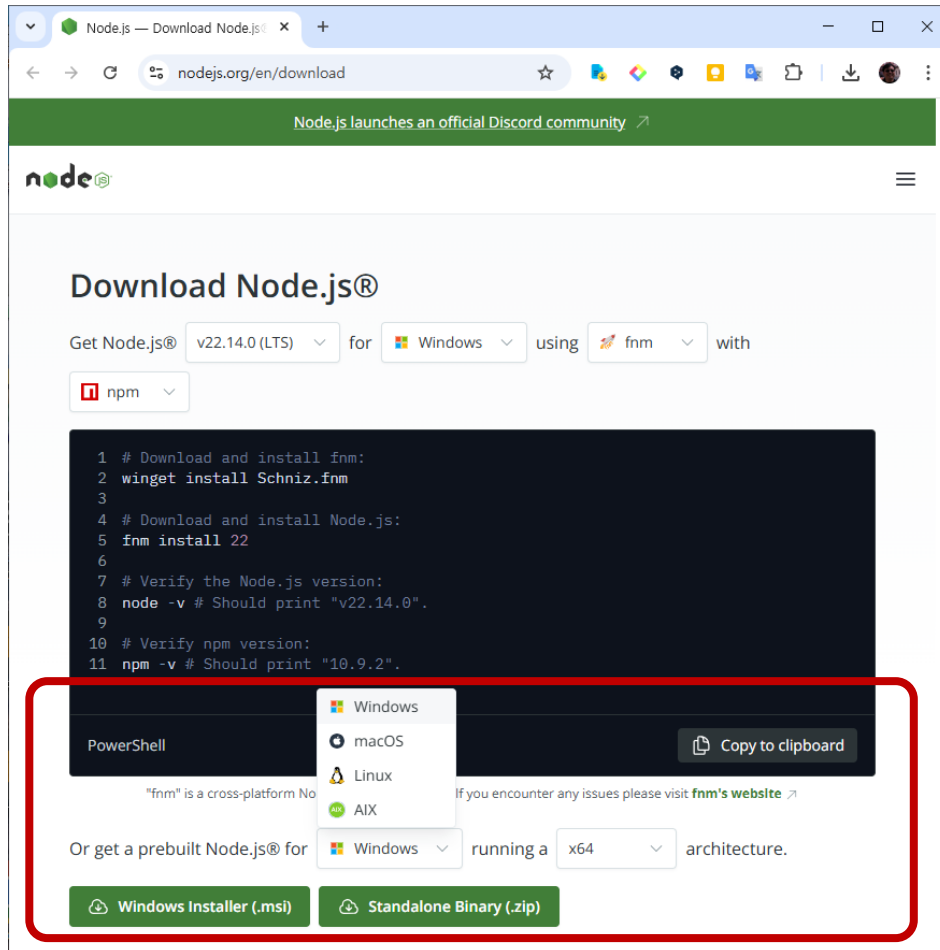 Node.js — Download Node.js®
nodejs.org/en/download
Node.js launches an official Discord community
node
Download Node.js®
Get Node.js® v22.14.0 (LTS) for Windows using fnm with
npm
1 # Download and install fnm:
2 winget install Schniz.fnm
3
4 # Download and install Node.js:
5 fnm install 22
6
7 # Verify the Node.js version:
8 node -v # Should print "v22.14.0".
9
10 # Verify npm version:
11 npm -v # Should print "10.9.2".
Windows
PowerShell
macOS
Copy to clipboard
Linux
"fnm" is a cross-platform No
If you encounter any issues please visit fnm's website
AIX
Or get a prebuilt Node.js® for Windows running a x64 architecture.
Windows Installer (.msi) Standalone Binary (.zip)